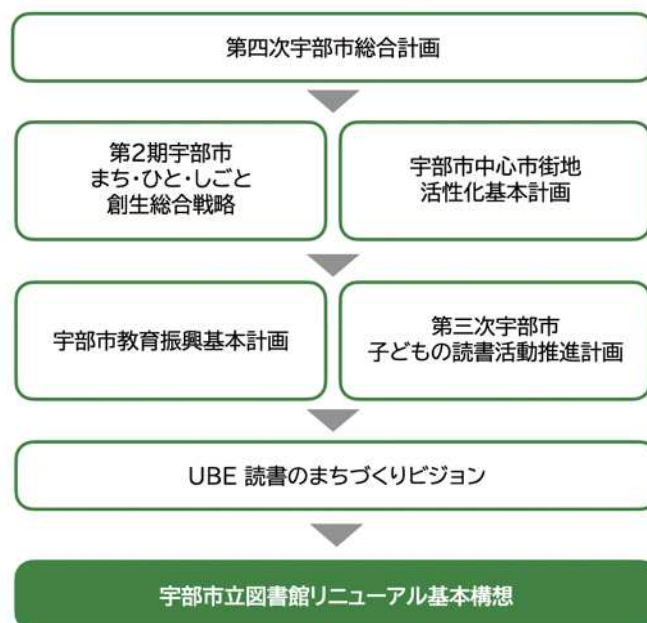 第四次宇部市総合計画
第2期宇部市
まち・ひと・しごと
創生総合戦略
宇部市中心市街地
活性化基本計画
宇部市教育振興基本計画
第三次宇部市
子どもの読書活動推進計画
UBE 読書のまちづくりビジョン
宇部市立図書館リニューアル基本構想